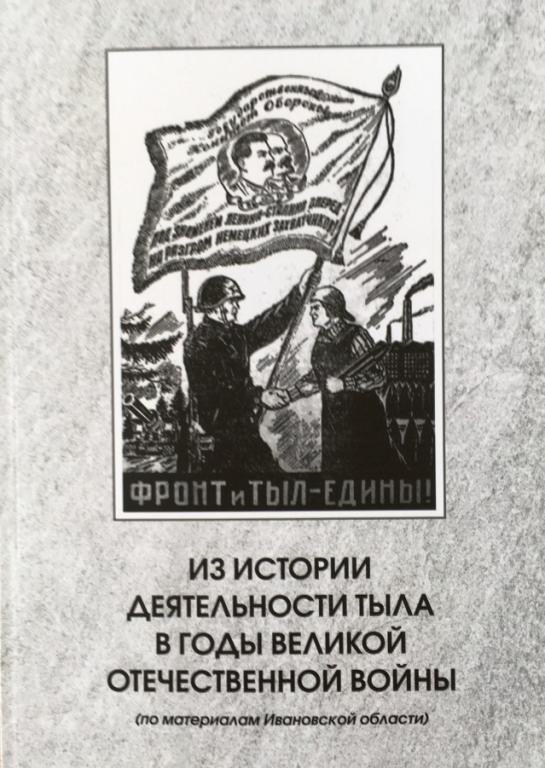 Государственный
Комитет Обороны
ПОД ЗНАМЕНЕМ ЛЕНИНА-СТАЛИНА ВПЕРЕД
НА РАЗГРОМ НЕМЕЦКИХ ЗАХВАТЧИКОВ!
ФРОНТ и ТЫЛ-ЕДИНЫ!
ИЗ ИСТОРИИ
ДЕЯТЕЛЬНОСТИ ТЫЛА
В ГОДЫ ВЕЛИКОЙ
ОТЕЧЕСТВЕННОЙ ВОЙНЫ
(по материалам Ивановской области)